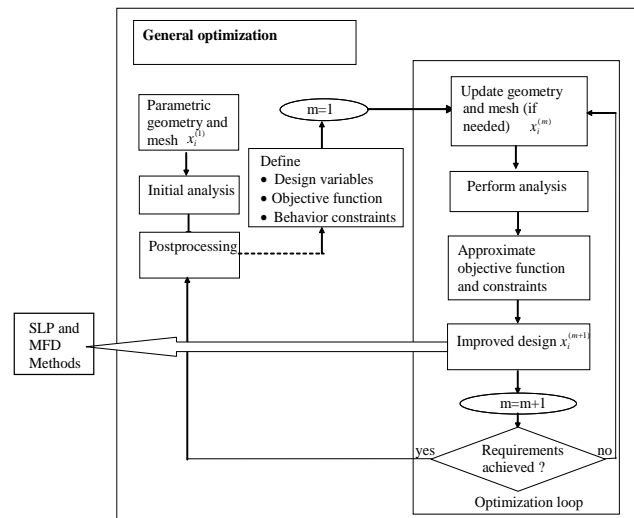 General optimization
Parametric
geometry and
mesh x_i^(1)
Initial analysis
Postprocessing
m=1
Define
• Design variables
• Objective function
• Behavior constraints
Update geometry
and mesh (if
needed) x_i^(m)
Perform analysis
Approximate
objective function
and constraints
Improved design x_i^(m+1)
SLP and
MFD
Methods
m=m+1
yes
Requirements
achieved ?
no
Optimization loop